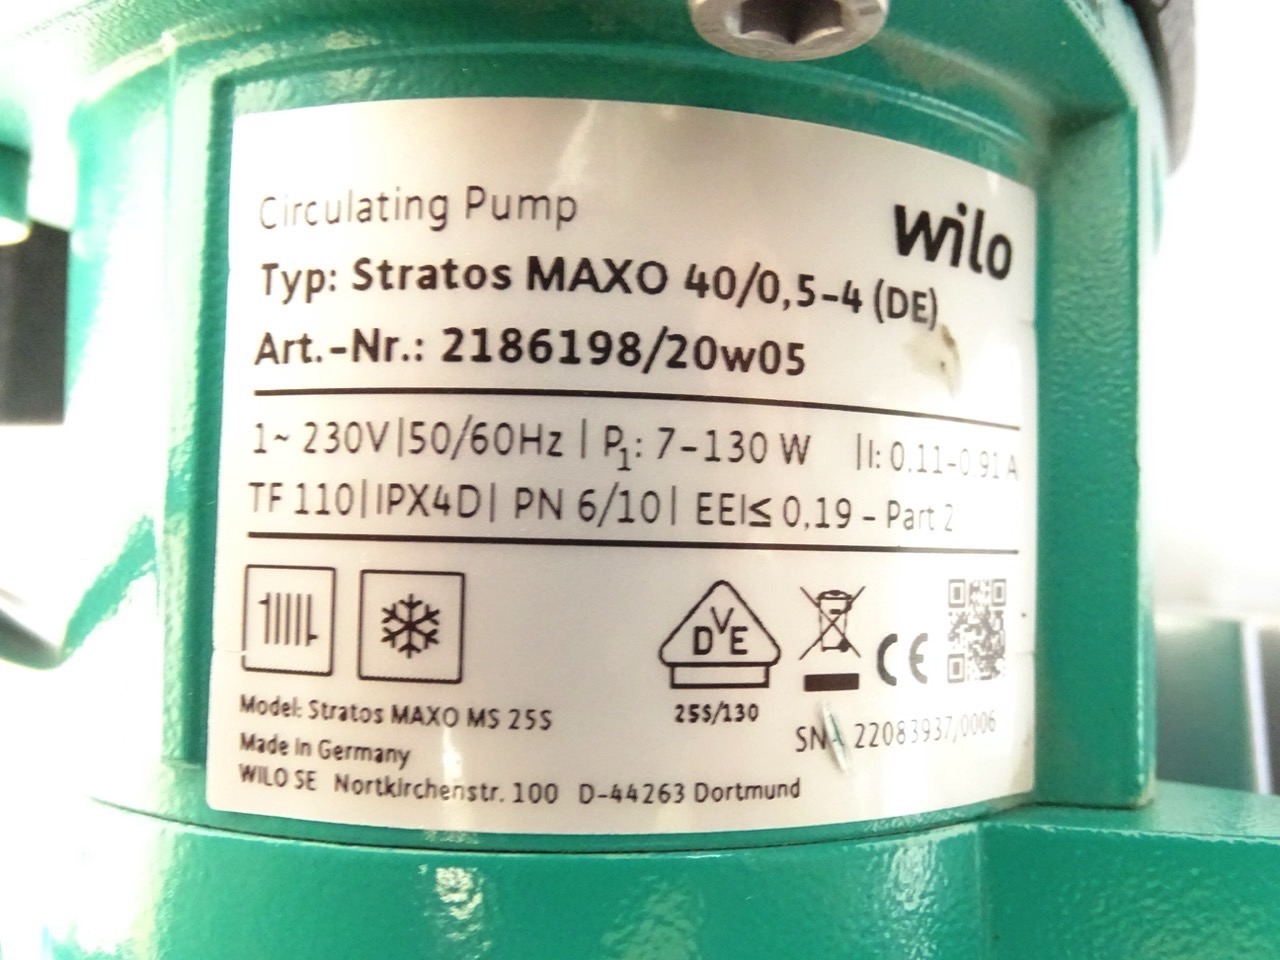 Circulating Pump
wilo
Typ: Stratos MAXO 40/0,5-4 (DE)
Art.-Nr.: 2186198/20w05
1~ 230V|50/60Hz | P1: 7-130 W |I: 0.11-0.91 A
TF 110|IPX4D| PN 6/10| EEI≤ 0,19 - Part 2
DVE
CE
25S/130
Model: Stratos MAXO MS 25S
SNA 22083937/0006
Made in Germany
WILO SE Nortkirchenstr. 100 D-44263 Dortmund